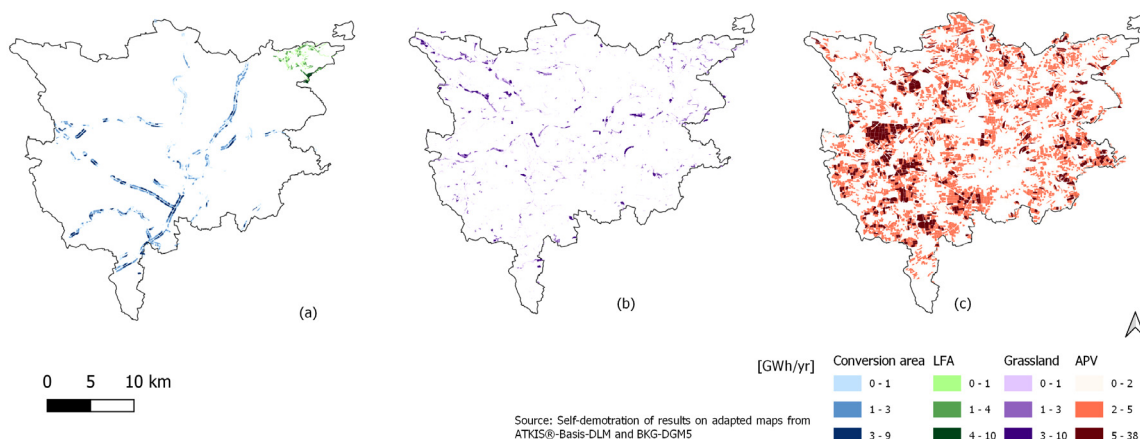 (a)
(b)
(c)
0 5 10 km
[GWh/yr] Conversion area LFA Grassland APV
0 - 1 0 - 1 0 - 1 0 - 2
1 - 3 1 - 4 1 - 3 2 - 5
3 - 9 4 - 10 3 - 10 5 - 38
Source: Self-demotration of results on adapted maps from
ATKIS®-Basis-DLM and BKG-DGM5